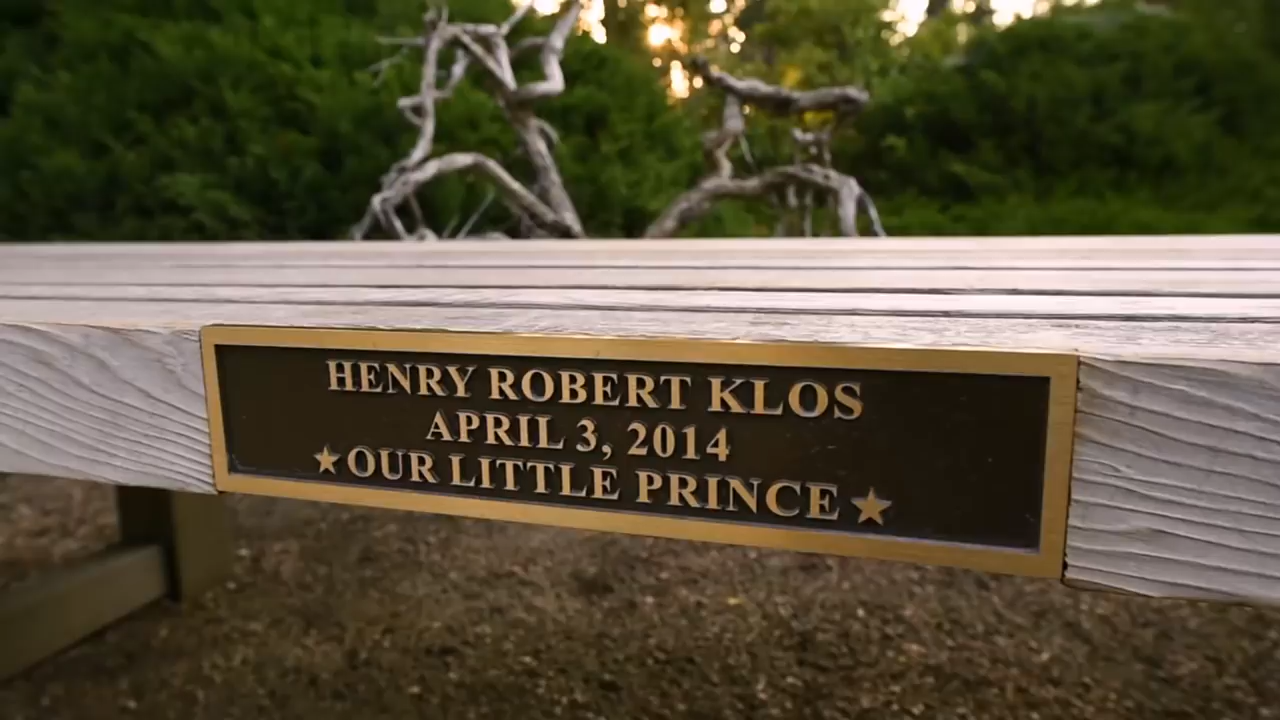 HENRY ROBERT KLOS
APRIL 3, 2014
★OUR LITTLE PRINCE★